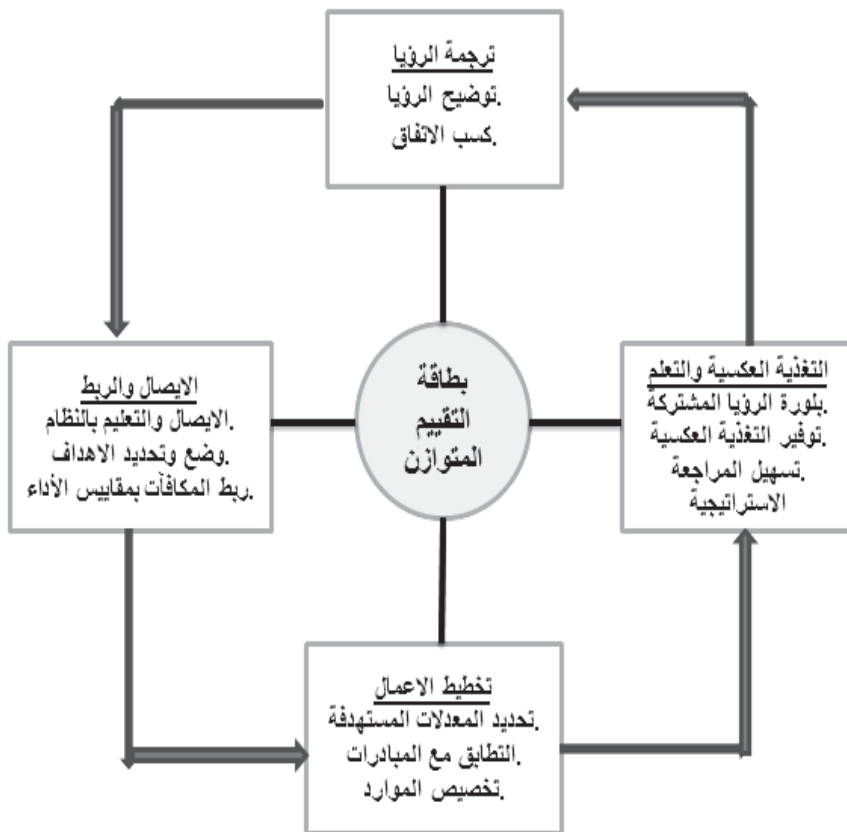 ترجمة الرؤيا
توضيح الرؤيا.
كسب الاتفاق.
الايصال والربط
الايصال والتعليم بالنظام.
وضع وتحديد الاهداف.
ربط المكافآت بمقاييس الأداء.
بطاقة
التقييم
المتوازن
التغذية العكسية والتعلم
بلورة الرؤيا المشتركة.
توفير التغذية العكسية.
تسهيل المراجعة.
الاستراتيجية
تخطيط الاعمال
تحديد المعدلات المستهدفة.
التطابق مع المبادرات.
تخصيص الموارد.